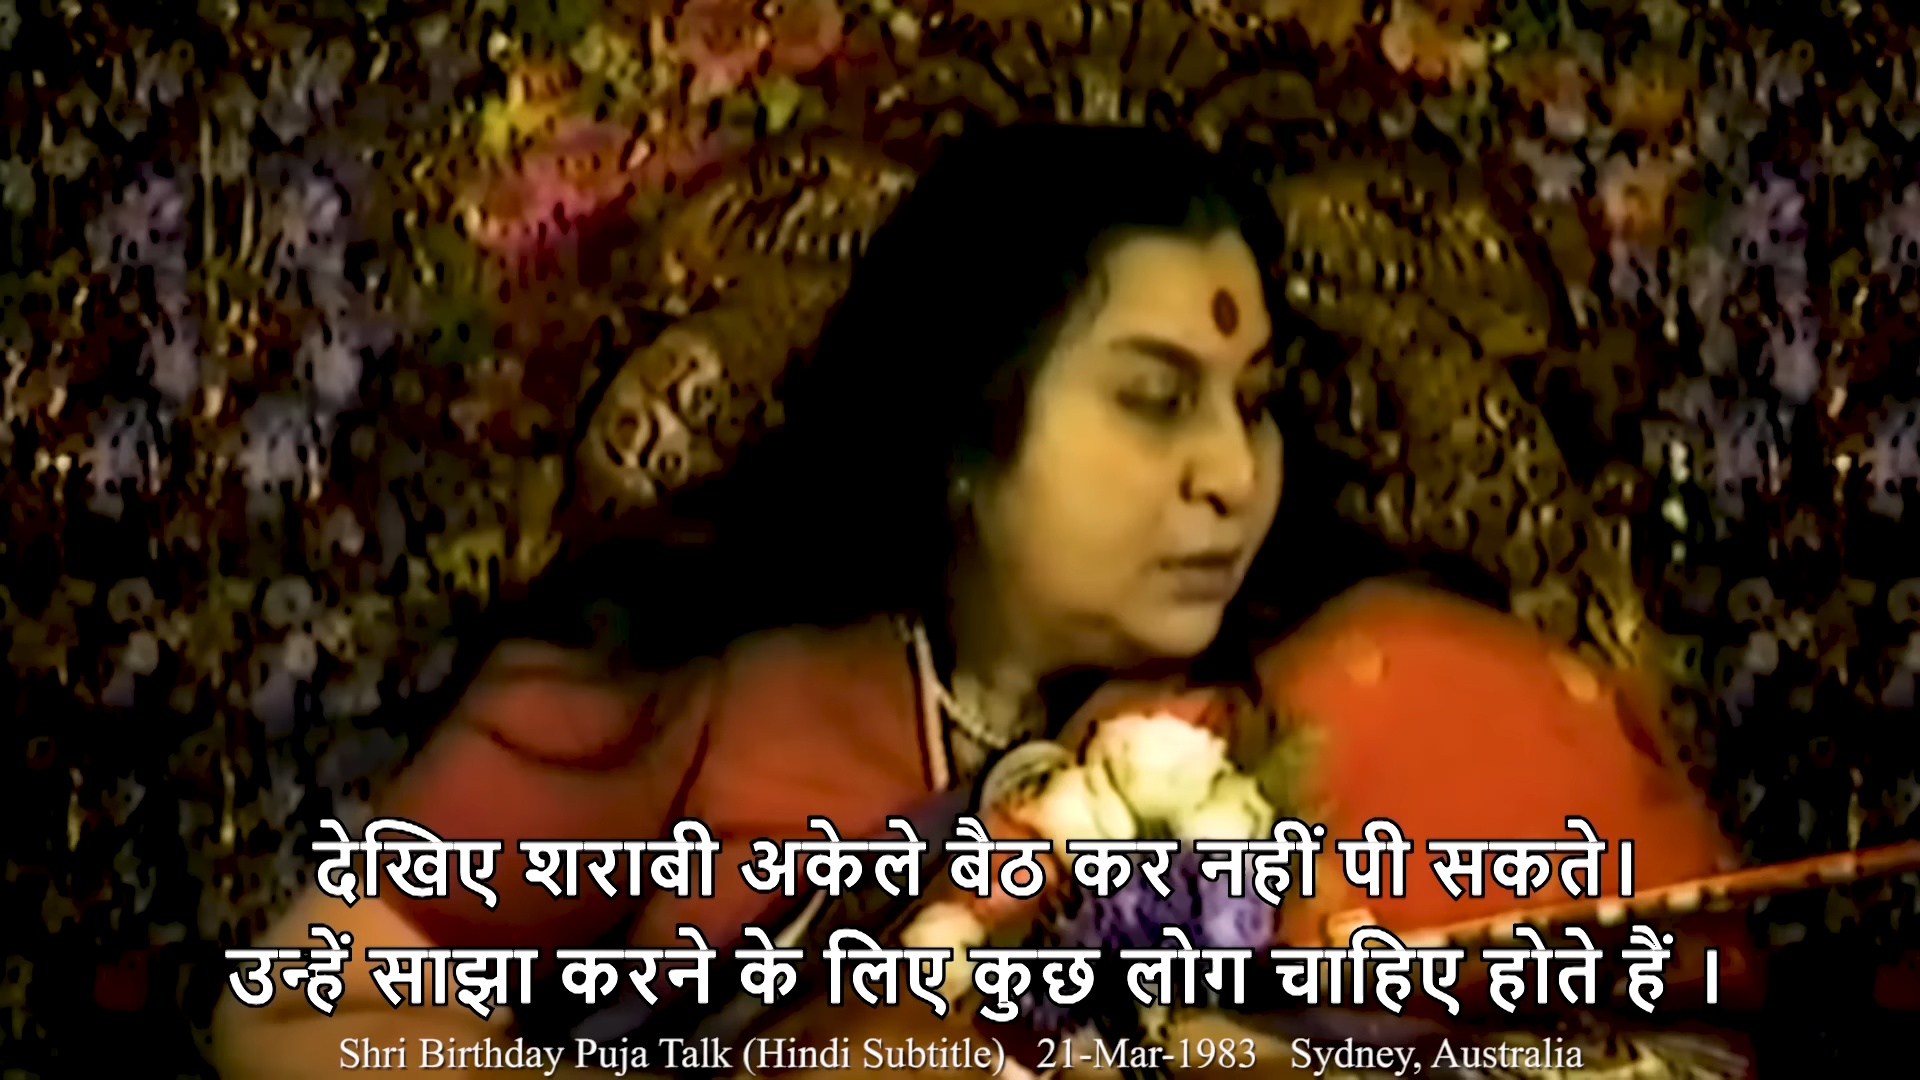 देखिए शराबी अकेले बैठ कर नहीं पी सकते।
उन्हें साझा करने के लिए कुछ लोग चाहिए होते हैं ।
Shri Birthday Puja Talk (Hindi Subtitle) 21-Mar-1983 Sydney, Australia